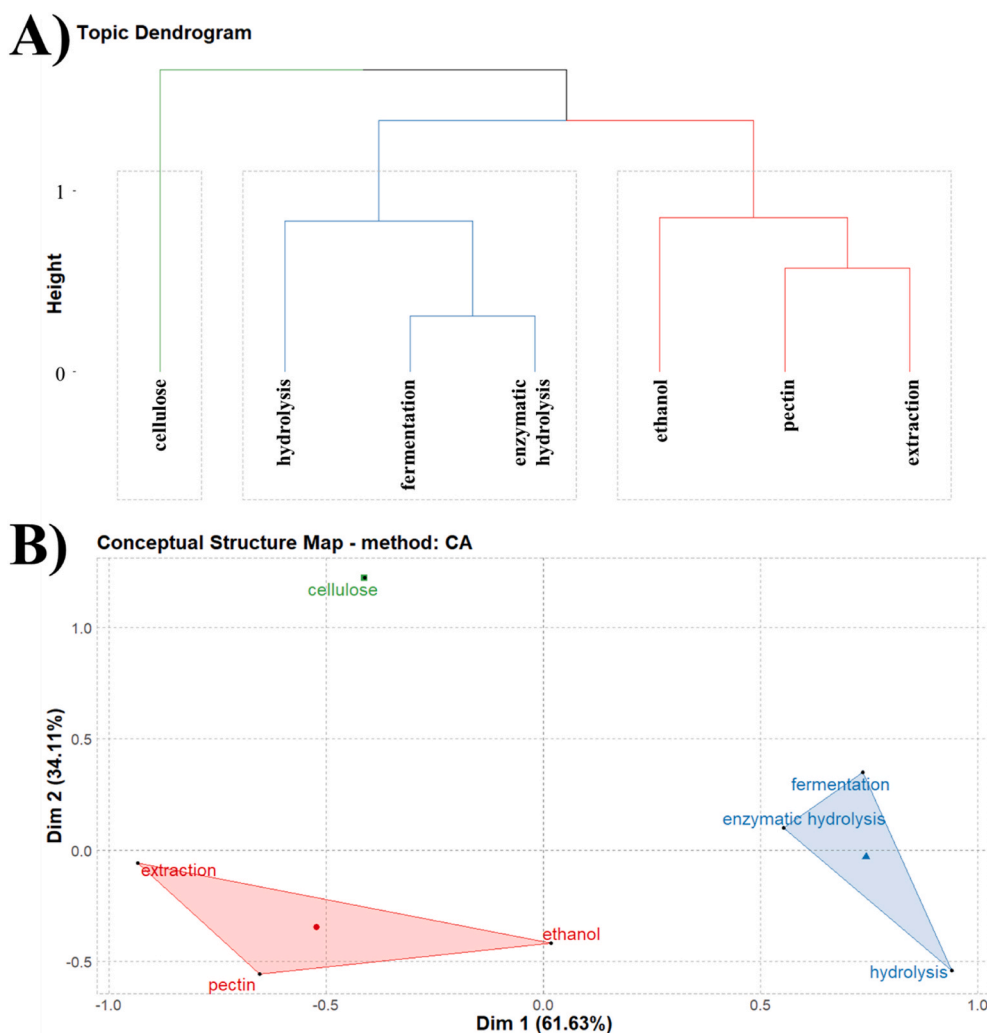 A) Topic Dendrogram
Height
1
0
cellulose
hydrolysis
fermentation
enzymatic
hydrolysis
ethanol
pectin
extraction
B) Conceptual Structure Map - method: CA
cellulose
fermentation
enzymatic hydrolysis
extraction
ethanol
pectin
hydrolysis
Dim 2 (34.11%)
1.0
0.5
0.0
-0.5
-1.0
-0.5
0.0
0.5
1.0
Dim 1 (61.63%)